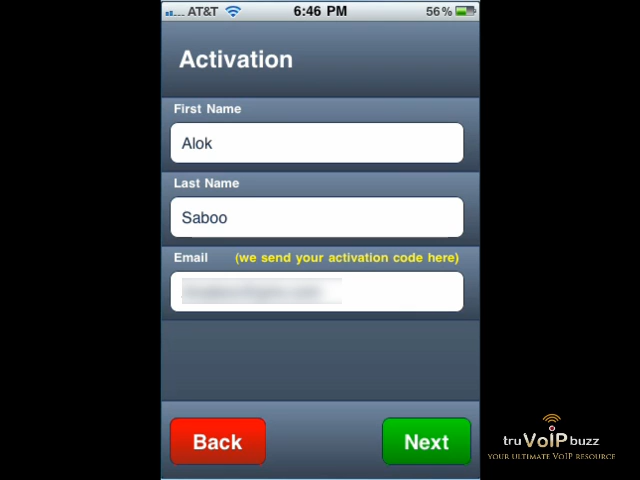 AT&T 6:46 PM 56%
Activation
First Name
Alok
Last Name
Saboo
Email (we send your activation code here)
Back Next
truVoIPbuzz
YOUR ULTIMATE VoIP RESOURCE